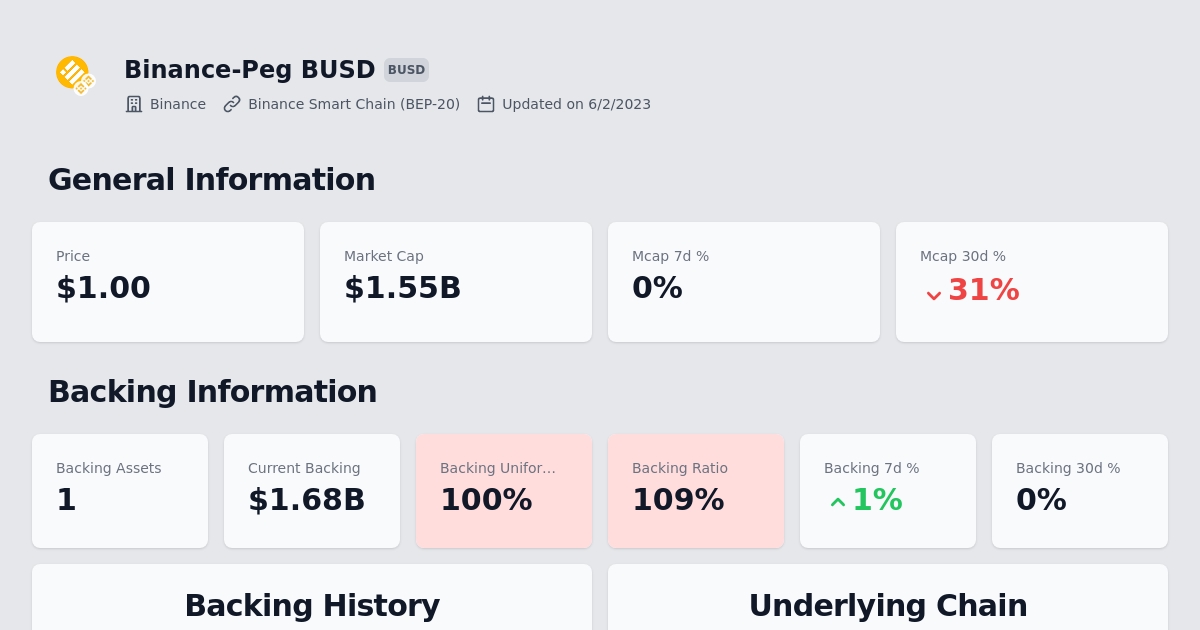 Binance-Peg BUSD BUSD
Binance Binance Smart Chain (BEP-20) Updated on 6/2/2023
General Information
Price Market Cap Mcap 7d % Mcap 30d %
$1.00 $1.55B 0% 31%
Backing Information
Backing Assets Current Backing Backing Unifor... Backing Ratio Backing 7d % Backing 30d %
1 $1.68B 100% 109% 1% 0%
Backing History Underlying Chain